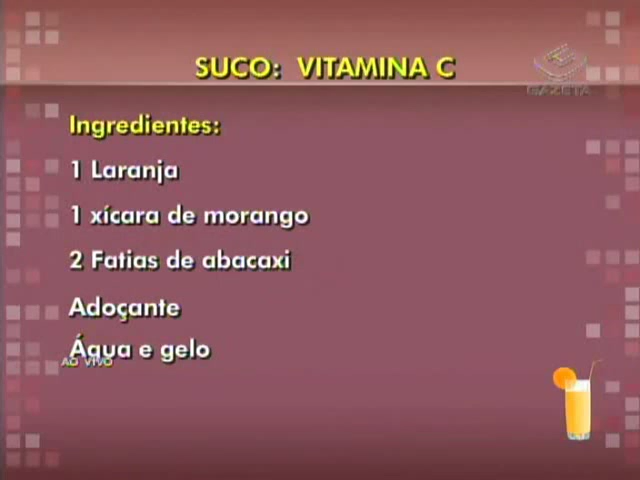 SUCO: VITAMINA C
GAZETA
Ingredientes:
1 Laranja
1 xícara de morango
2 Fatias de abacaxi
Adoçante
Água e gelo
AO VIVO